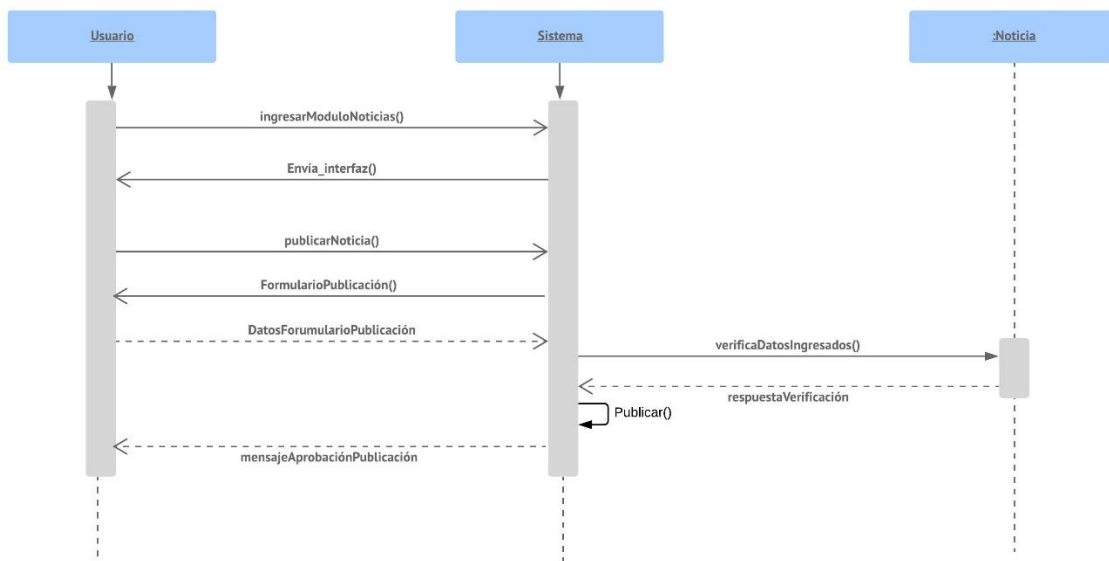 Usuario
Sistema
:Noticia
ingresarModuloNoticias()
Envía_interfaz()
publicarNoticia()
FormularioPublicación()
DatosForumularioPublicación
verificaDatosIngresados()
respuestaVerificación
Publicar()
mensajeAprobaciónPublicación